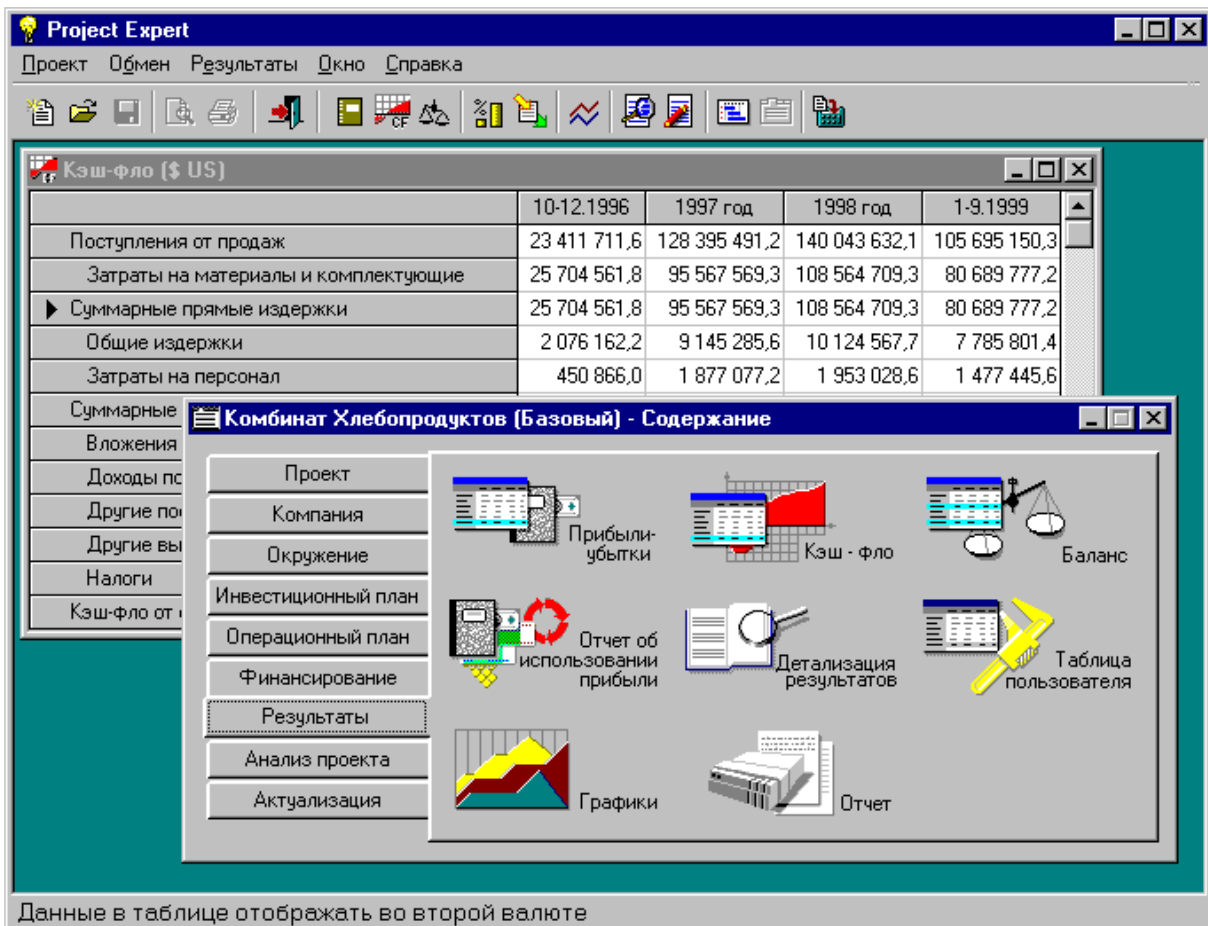 Project Expert
Проект Обмен Результаты Окно Справка
CF
Кэш-фло ($ US)
10-12.1996 1997 год 1998 год 1-9.1999
Поступления от продаж 23 411 711,6 128 395 491,2 140 043 632,1 105 695 150,3
Затраты на материалы и комплектующие 25 704 561,8 95 567 569,3 108 564 709,3 80 689 777,2
Суммарные прямые издержки 25 704 561,8 95 567 569,3 108 564 709,3 80 689 777,2
Общие издержки 2 076 162,2 9 145 285,6 10 124 567,7 7 785 801,4
Затраты на персонал 450 866,0 1 877 077,2 1 953 028,6 1 477 445,6
Суммарные
Вложения
Доходы по
Другие по
Другие вы
Налоги
Кэш-фло от
Комбинат Хлебопродуктов (Базовый) - Содержание
Проект
Компания
Окружение
Инвестиционный план
Операционный план
Финансирование
Результаты
Анализ проекта
Актуализация
Прибыли-
убытки
Кэш - фло
Баланс
Отчет об
использовании
прибыли
Детализация
результатов
Таблица
пользователя
Графики
Отчет
Данные в таблице отображать во второй валюте